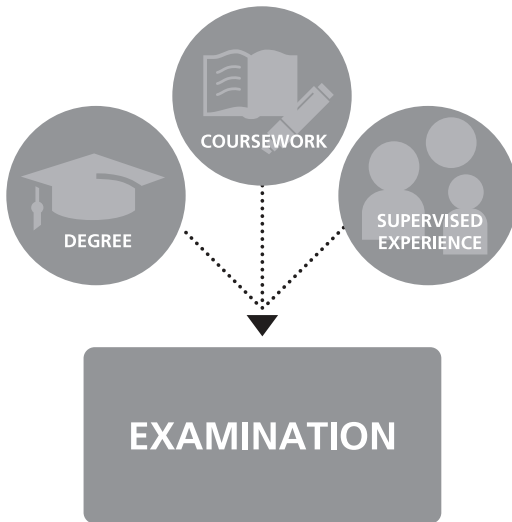 COURSEWORK
DEGREE
SUPERVISED
EXPERIENCE
EXAMINATION